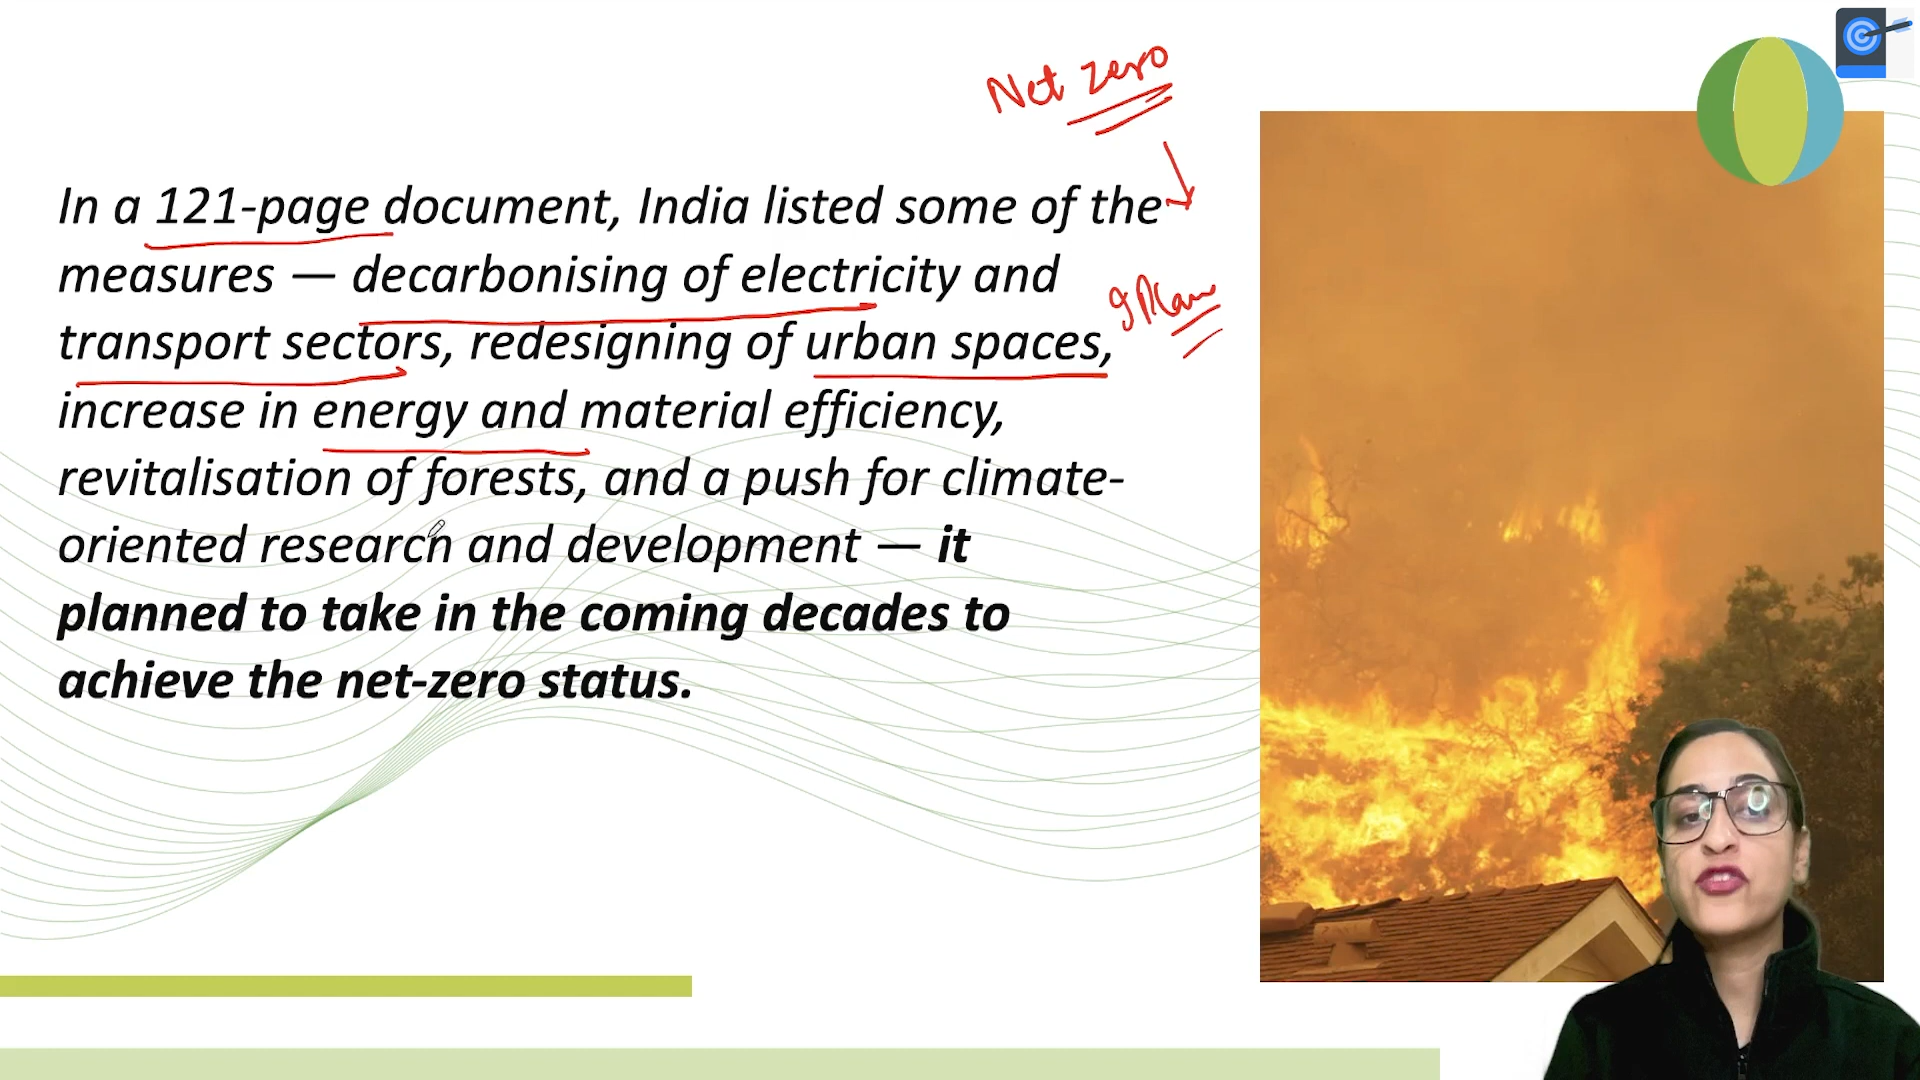 Net zero
In a 121-page document, India listed some of the
measures — decarbonising of electricity and
transport sectors, redesigning of urban spaces,
increase in energy and material efficiency,
revitalisation of forests, and a push for climate-
oriented research and development — it
planned to take in the coming decades to
achieve the net-zero status.